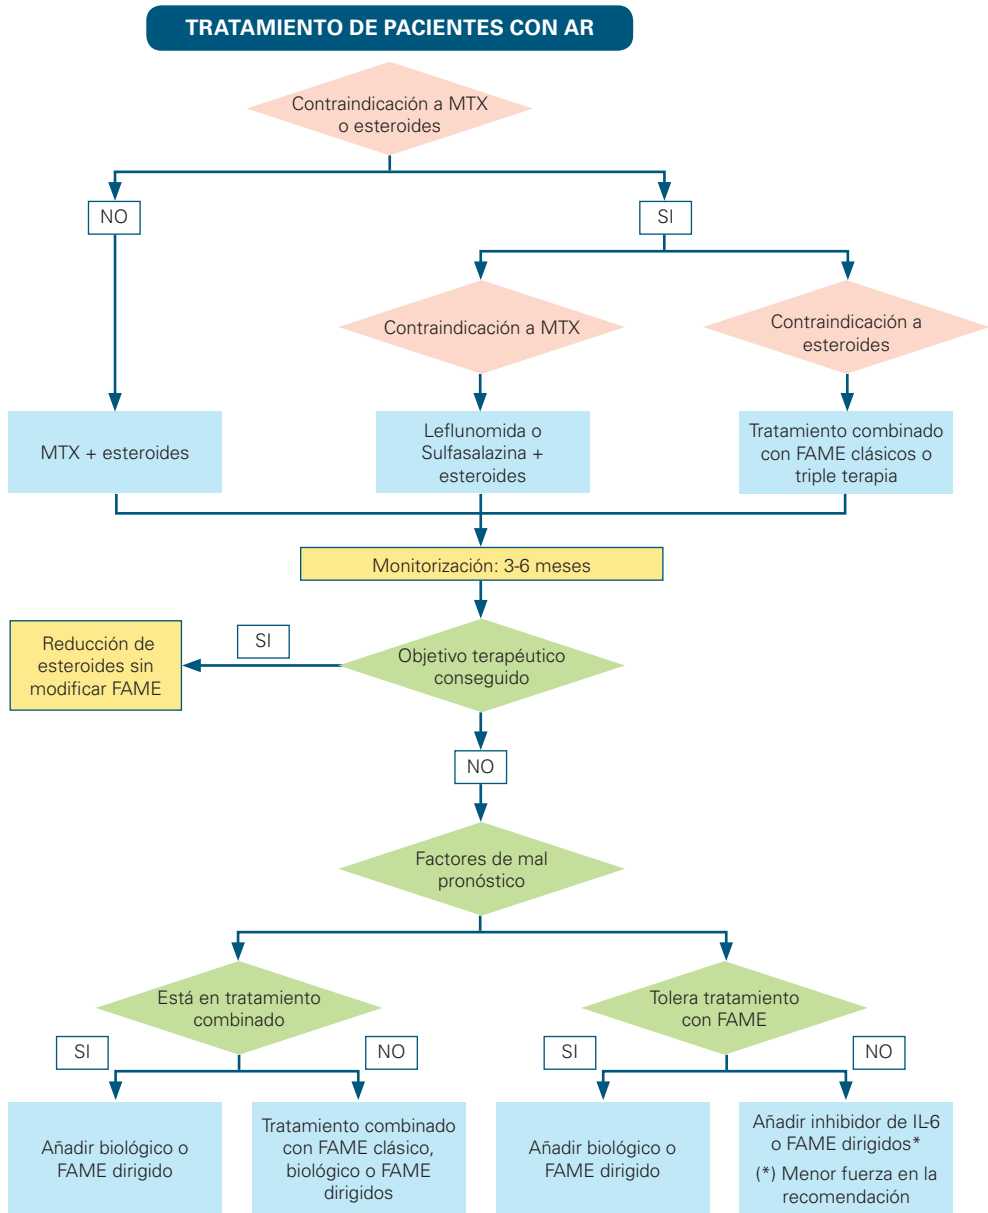 TRATAMIENTO DE PACIENTES CON AR
Contraindicación a MTX
o esteroides
NO
SI
Contraindicación a MTX
Contraindicación a
esteroides
MTX + esteroides
Leflunomida o
Sulfasalazina +
esteroides
Tratamiento combinado
con FAME clásicos o
triple terapia
Monitorización: 3-6 meses
SI
Reducción de
esteroides sin
modificar FAME
Objetivo terapéutico
conseguido
NO
Factores de mal
pronóstico
Está en tratamiento
combinado
Tolera tratamiento
con FAME
SI
NO
SI
NO
Añadir biológico o
FAME dirigido
Tratamiento combinado
con FAME clásico,
biológico o FAME
dirigidos
Añadir biológico o
FAME dirigido
Añadir inhibidor de IL-6
o FAME dirigidos*
(*) Menor fuerza en la
recomendación